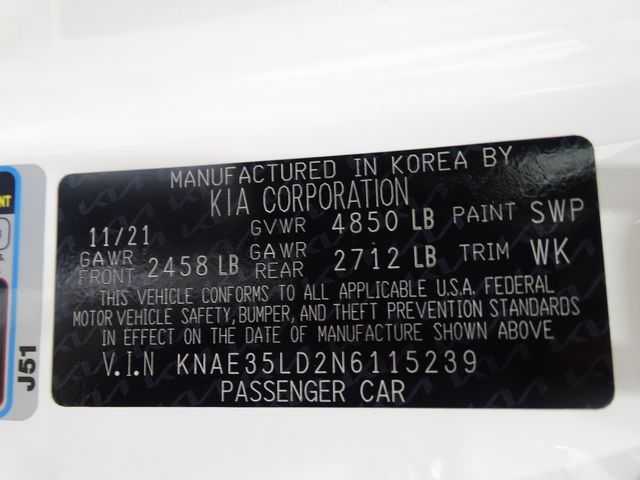 MANUFACTURED IN KOREA BY
KIA CORPORATION
11/21 GVWR 4850 LB PAINT SWP
GAWR FRONT 2458 LB GAWR REAR 2712 LB TRIM WK
THIS VEHICLE CONFORMS TO ALL APPLICABLE U.S.A. FEDERAL
MOTOR VEHICLE SAFETY, BUMPER, AND THEFT PREVENTION STANDARDS
IN EFFECT ON THE DATE OF MANUFACTURE SHOWN ABOVE
V.I.N KNAE35LD2N6115239
PASSENGER CAR
J51